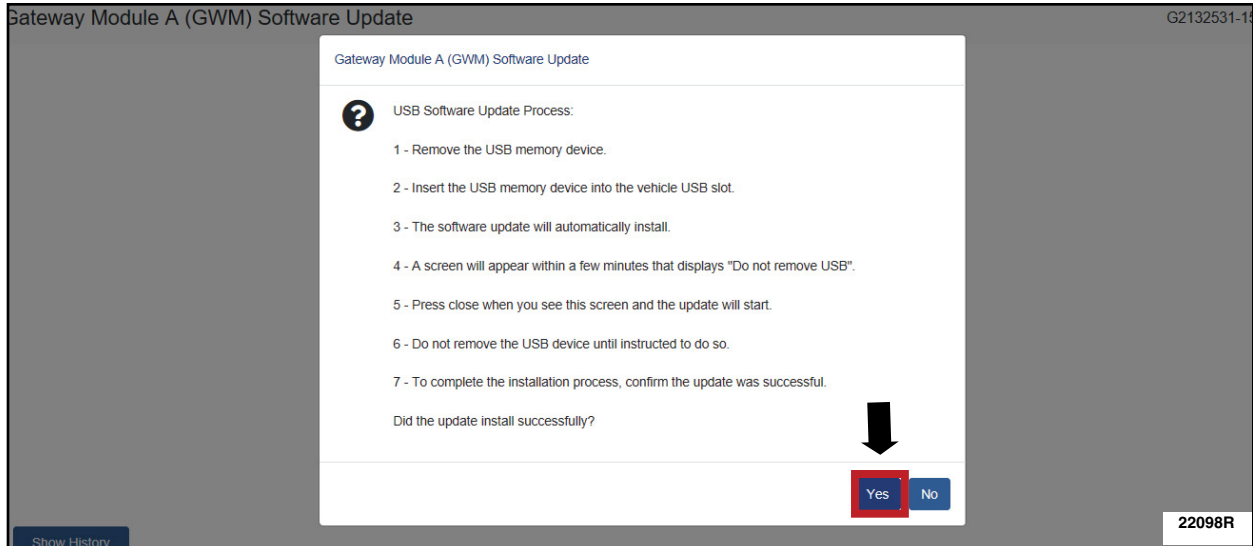 Gateway Module A (GWM) Software Update
G2132531-15
Gateway Module A (GWM) Software Update
USB Software Update Process:
1 - Remove the USB memory device.
2 - Insert the USB memory device into the vehicle USB slot.
3 - The software update will automatically install.
4 - A screen will appear within a few minutes that displays "Do not remove USB".
5 - Press close when you see this screen and the update will start.
6 - Do not remove the USB device until instructed to do so.
7 - To complete the installation process, confirm the update was successful.
Did the update install successfully?
Yes No
Show History
22098R